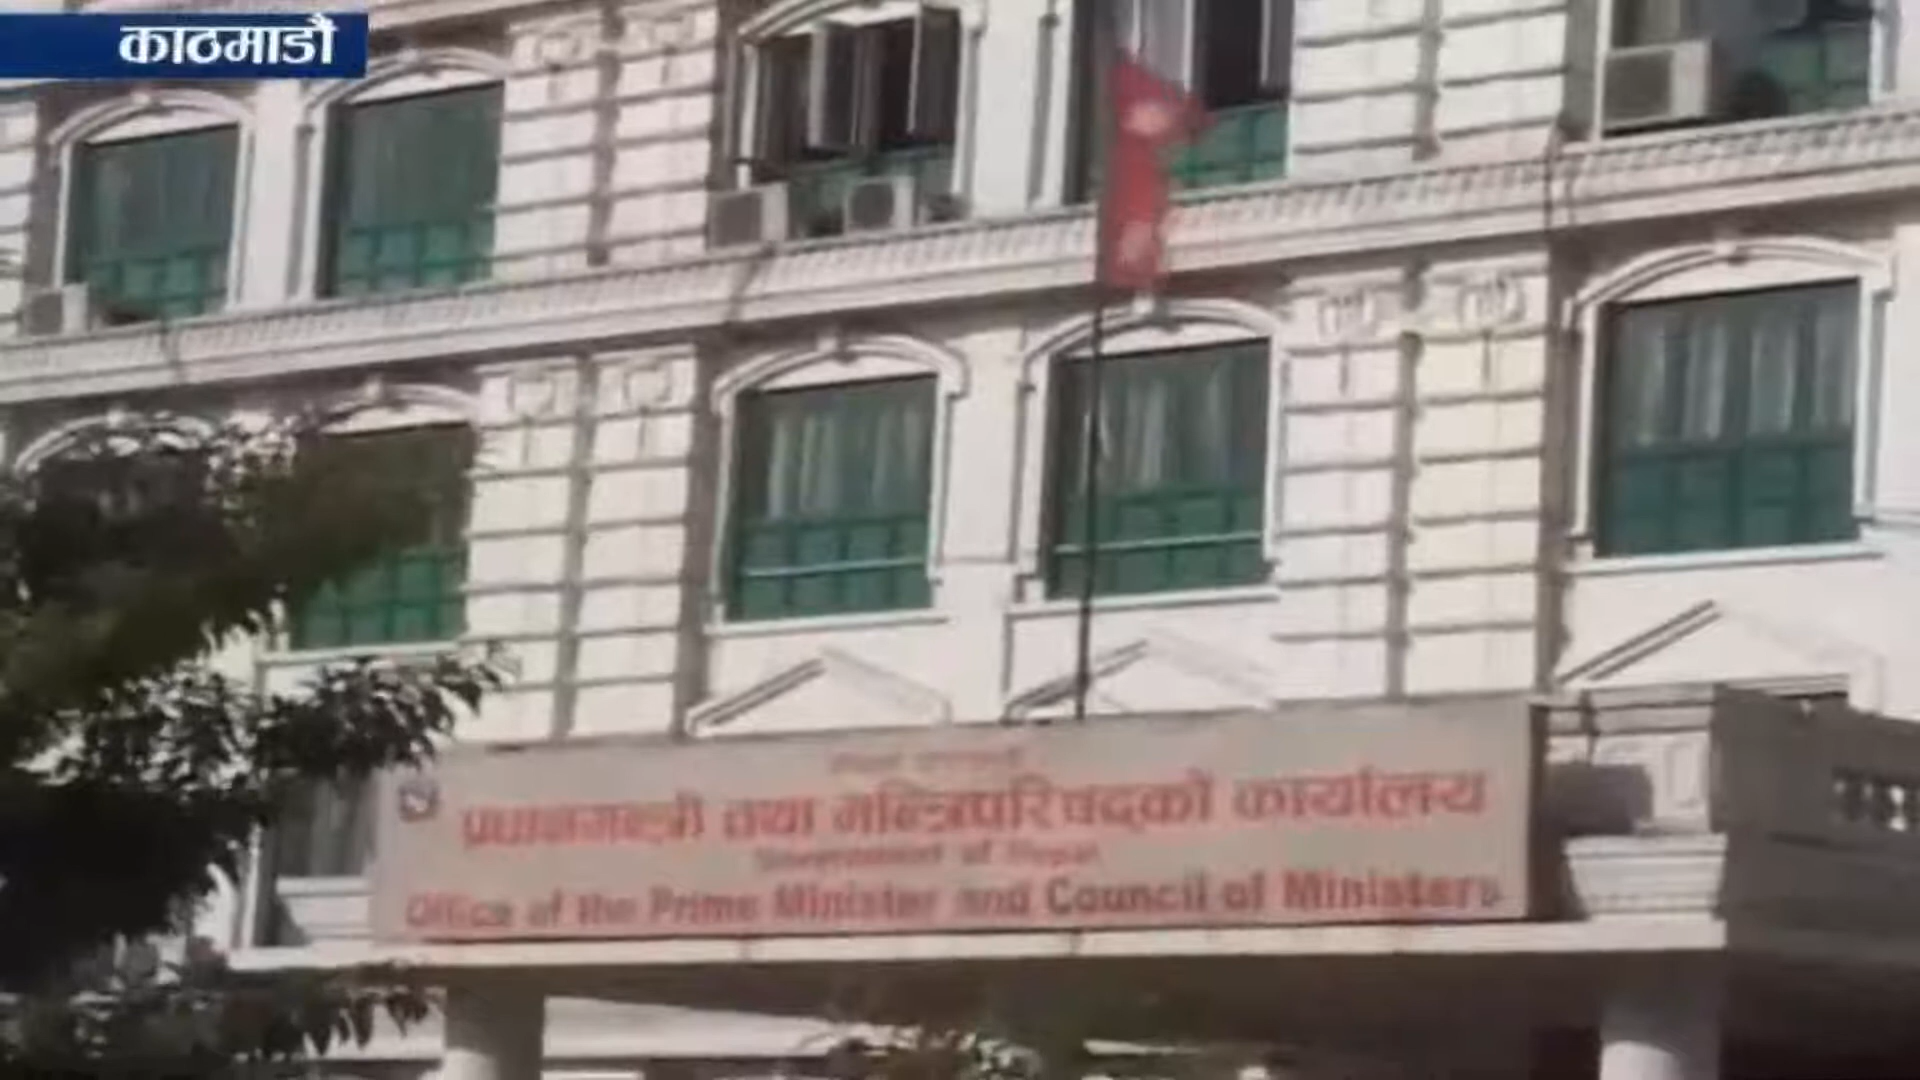 काठमाडौं
प्रधानमन्त्री तथा मन्त्रिपरिषद्को कार्यालय
Government of Nepal
Office of the Prime Minister and Council of Ministers